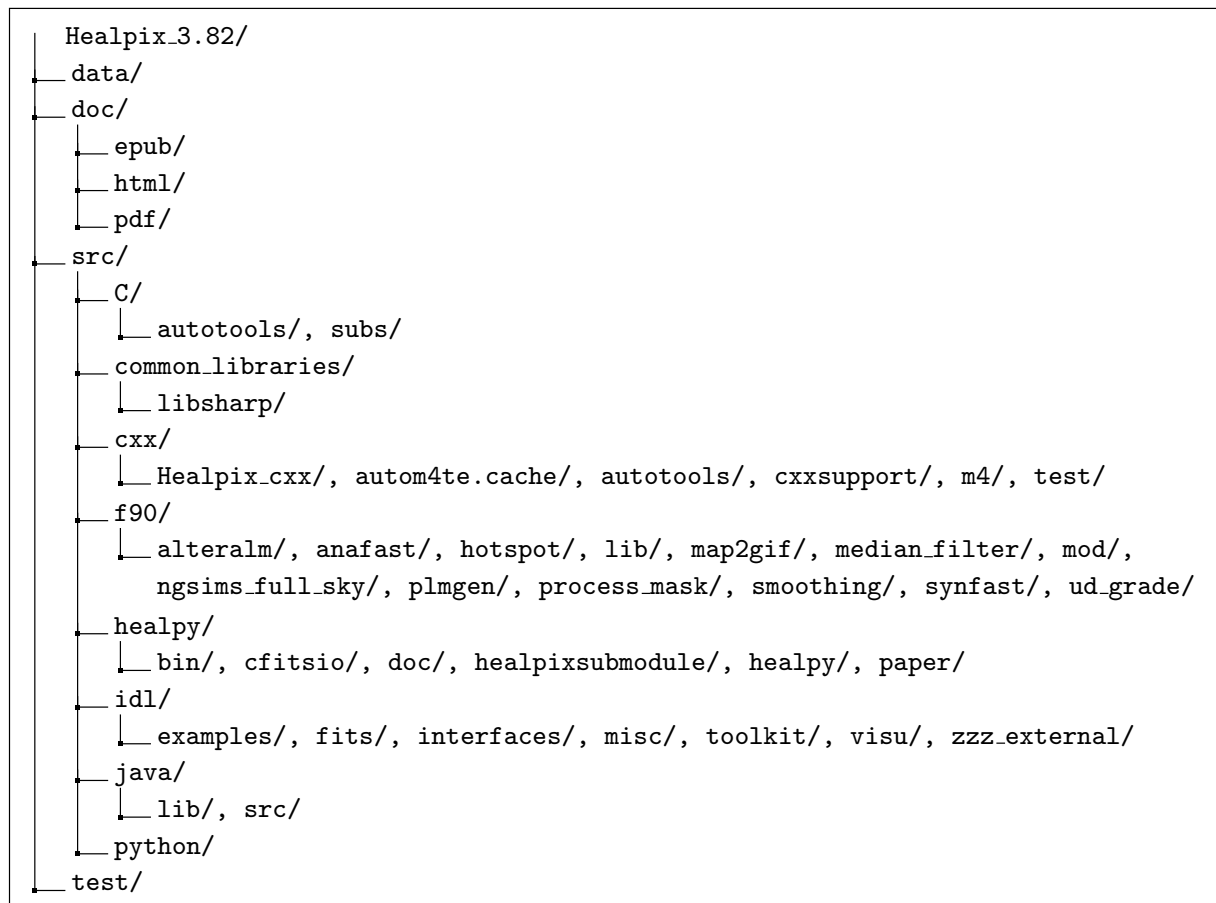 Healpix_3.82/
data/
doc/
epub/
html/
pdf/
src/
C/
autotools/, subs/
common_libraries/
libsharp/
cxx/
Healpix_cxx/, autom4te.cache/, autotools/, cxxsupport/, m4/, test/
f90/
alteralm/, anafast/, hotspot/, lib/, map2gif/, median_filter/, mod/,
ngsims_full_sky/, plmgen/, process_mask/, smoothing/, synfast/, ud_grade/
healpy/
bin/, cfitsio/, doc/, healpixsubmodule/, healpy/, paper/
idl/
examples/, fits/, interfaces/, misc/, toolkit/, visu/, zzz_external/
java/
lib/, src/
python/
test/